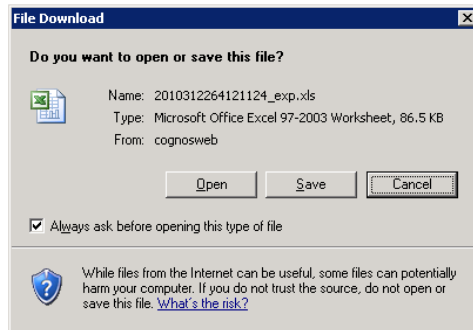 File Download
Do you want to open or save this file?
Name: 2010312264121124_exp.xls
Type: Microsoft Office Excel 97-2003 Worksheet, 86.5 KB
From: cognosweb
Open Save Cancel
Always ask before opening this type of file
While files from the Internet can be useful, some files can potentially
harm your computer. If you do not trust the source, do not open or
save this file. What's the risk?